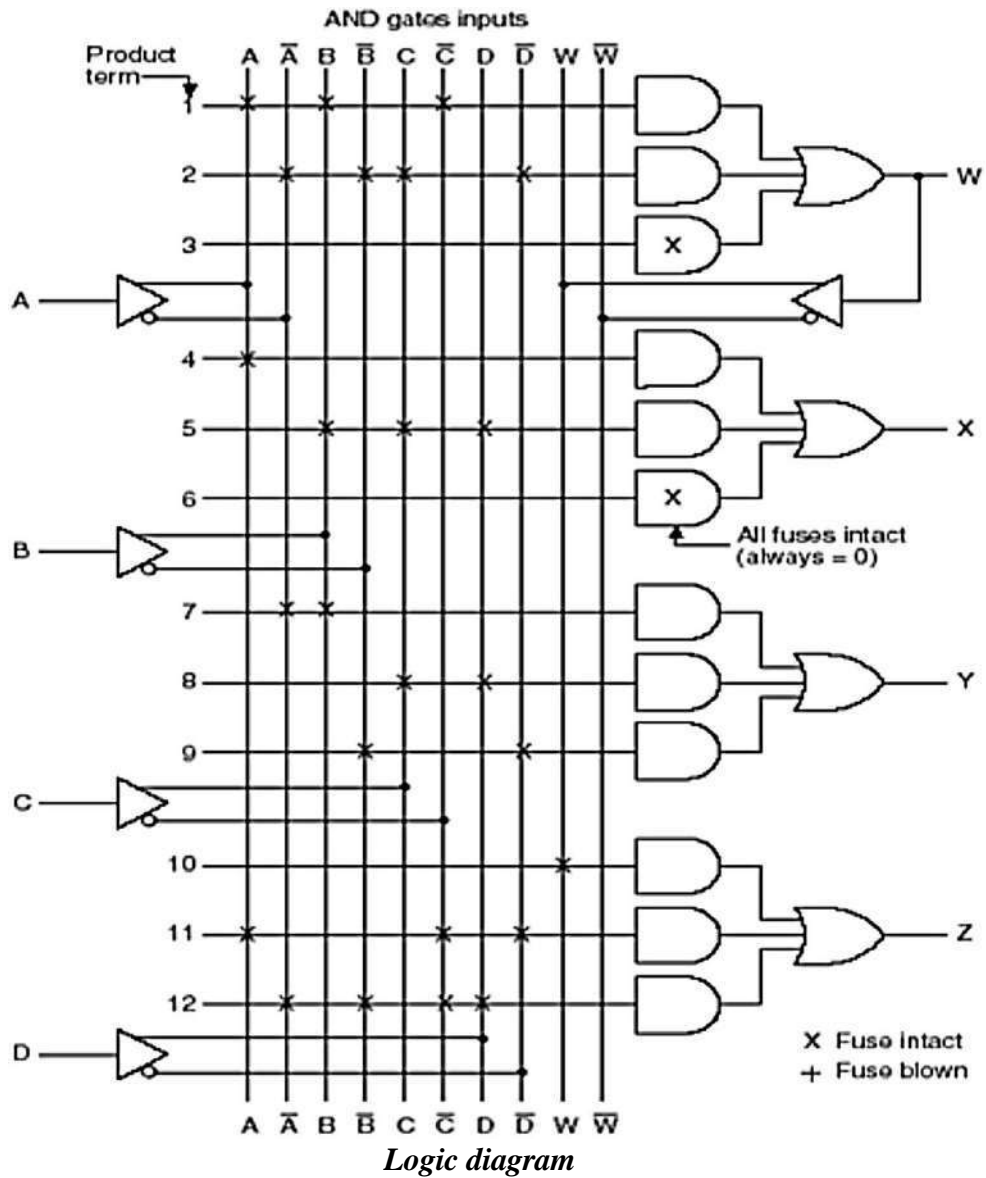 AND gates inputs
Product
term
A A̅ B B̅ C C̅ D D̅ W W̅
1
2
W
3
A
4
5
X
6
All fuses intact
(always = 0)
B
7
8
Y
9
C
10
11
Z
12
X Fuse intact
+ Fuse blown
D
A A̅ B B̅ C C̅ D D̅ W W̅
Logic diagram